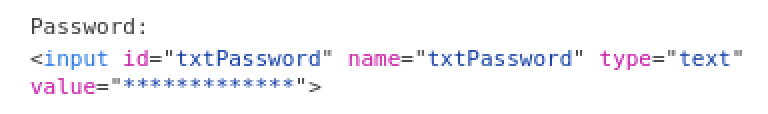 Password:
<input id="txtPassword" name="txtPassword" type="text"
value="*************">